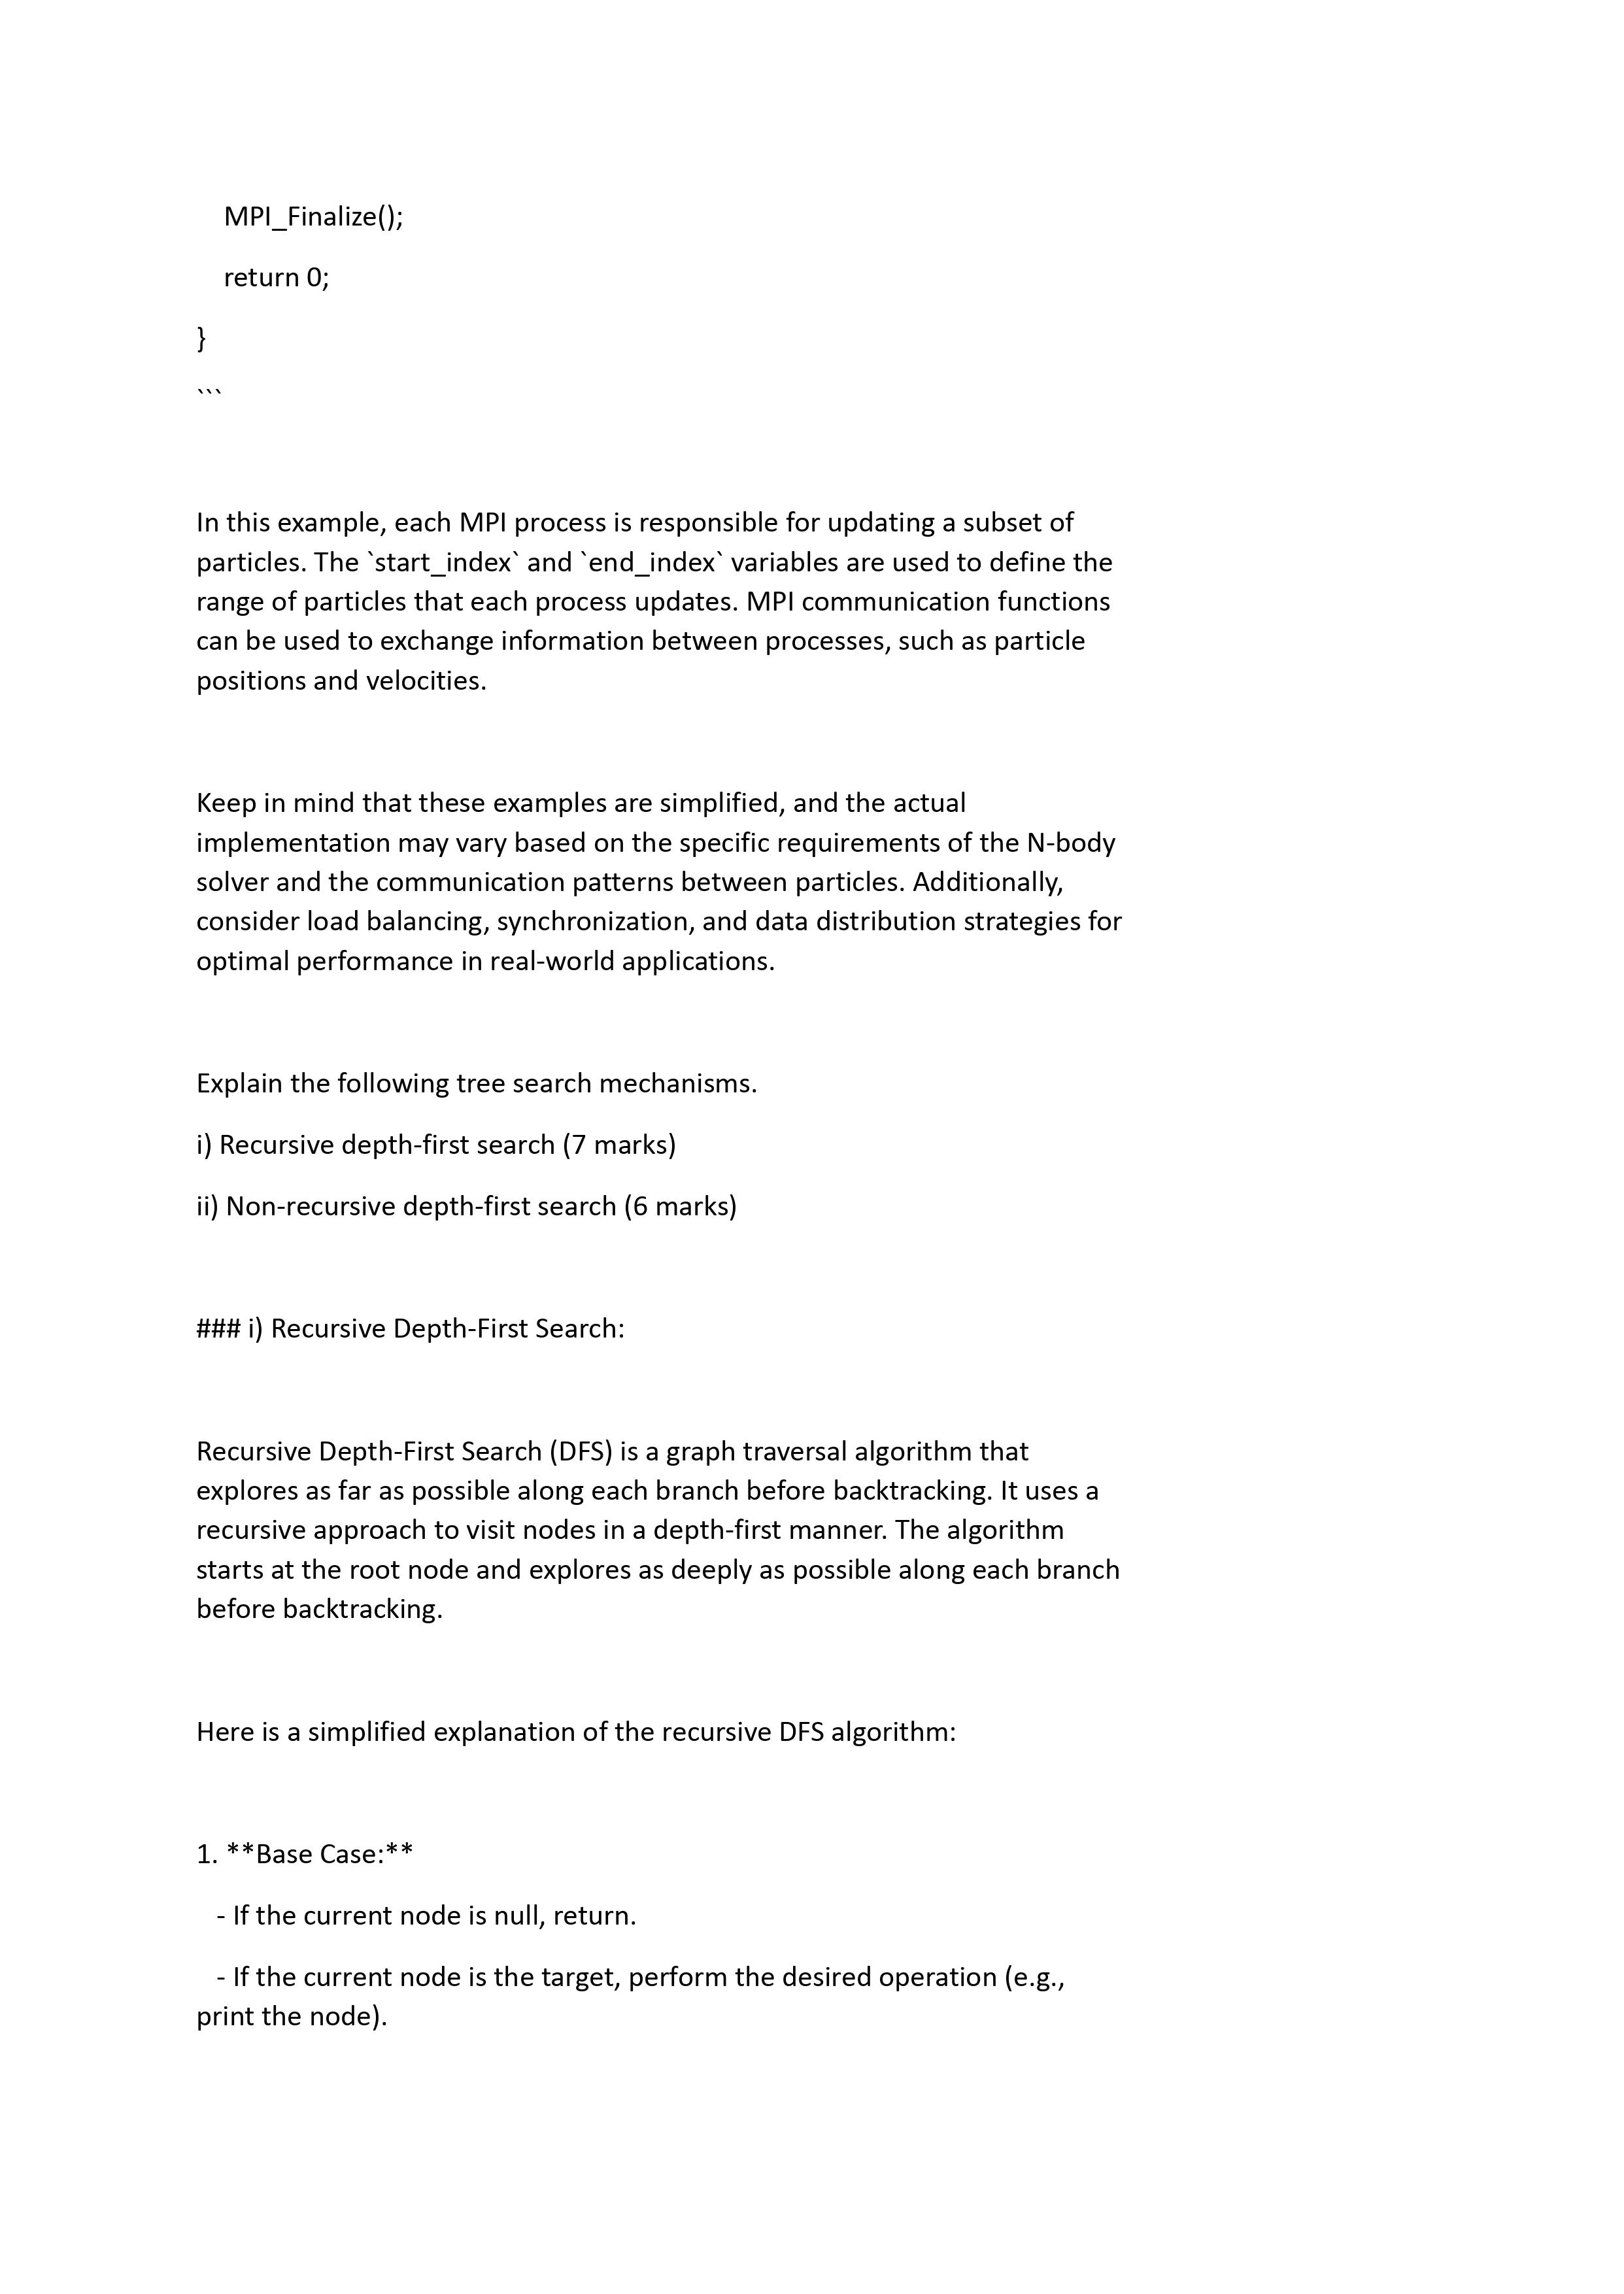 MPI_Finalize();
return 0;
}
```
In this example, each MPI process is responsible for updating a subset of
particles. The `start_index` and `end_index` variables are used to define the
range of particles that each process updates. MPI communication functions
can be used to exchange information between processes, such as particle
positions and velocities.
Keep in mind that these examples are simplified, and the actual
implementation may vary based on the specific requirements of the N-body
solver and the communication patterns between particles. Additionally,
consider load balancing, synchronization, and data distribution strategies for
optimal performance in real-world applications.
Explain the following tree search mechanisms.
i) Recursive depth-first search (7 marks)
ii) Non-recursive depth-first search (6 marks)
### i) Recursive Depth-First Search:
Recursive Depth-First Search (DFS) is a graph traversal algorithm that
explores as far as possible along each branch before backtracking. It uses a
recursive approach to visit nodes in a depth-first manner. The algorithm
starts at the root node and explores as deeply as possible along each branch
before backtracking.
Here is a simplified explanation of the recursive DFS algorithm:
1. **Base Case:**
- If the current node is null, return.
- If the current node is the target, perform the desired operation (e.g.,
print the node).